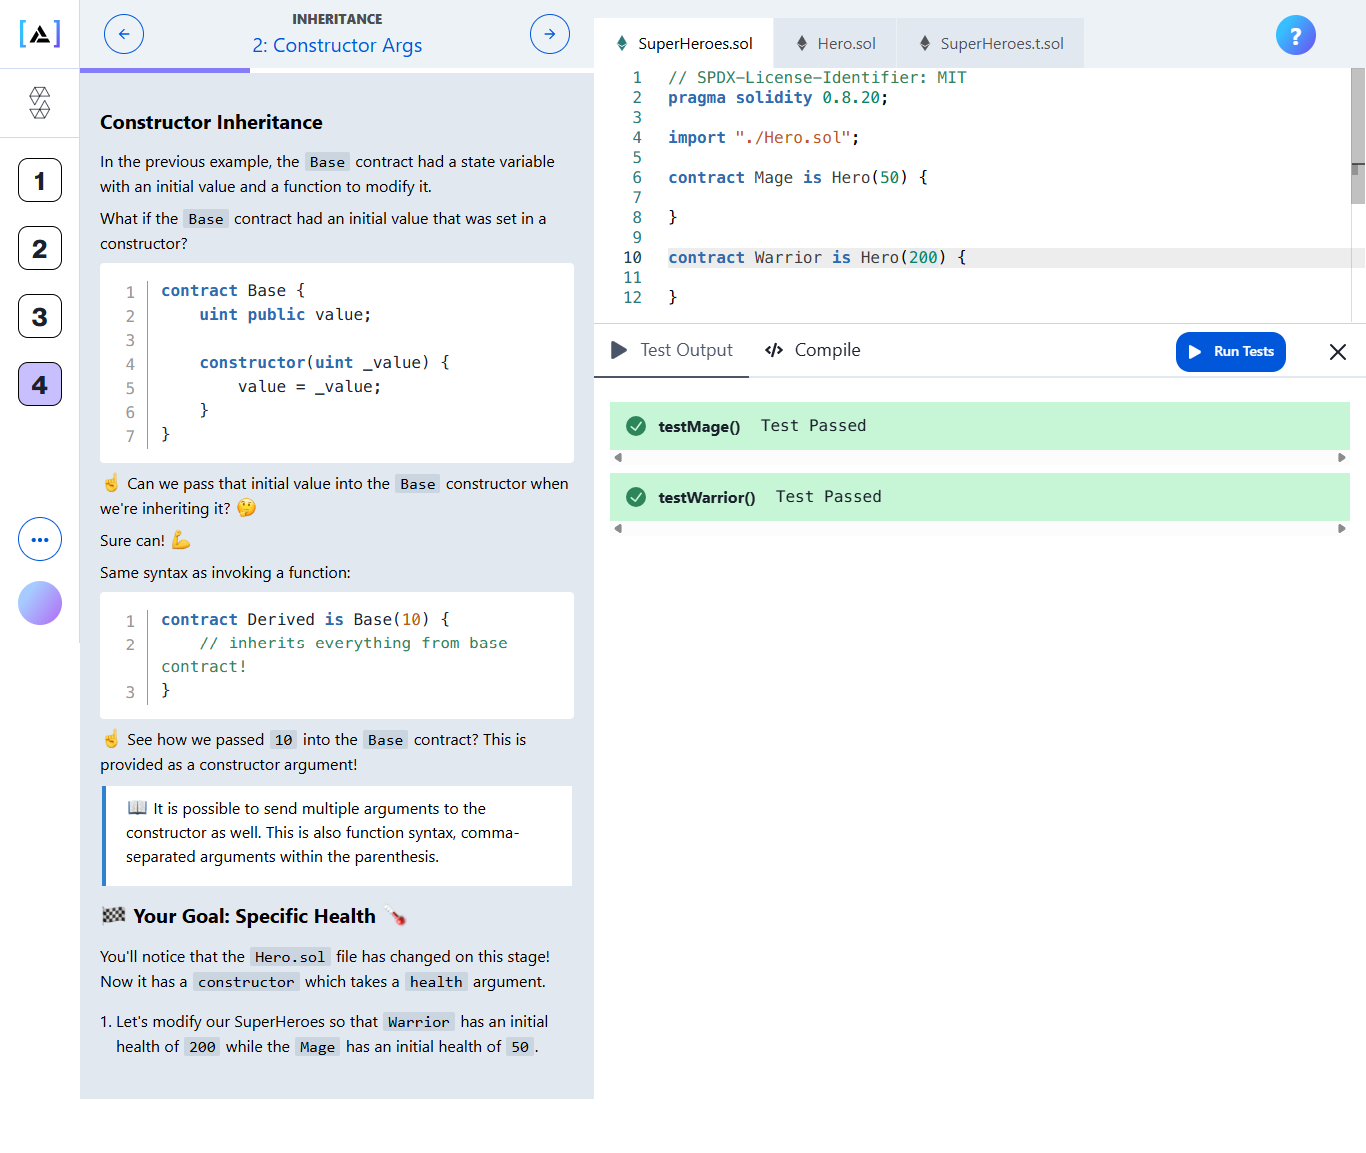 INHERITANCE
2: Constructor Args
1
2
3
4
Constructor Inheritance
In the previous example, the Base contract had a state variable
with an initial value and a function to modify it.
What if the Base contract had an initial value that was set in a
constructor?
1 contract Base {
2 uint public value;
3
4 constructor(uint _value) {
5 value = _value;
6 }
7 }
☝️ Can we pass that initial value into the Base constructor when
we're inheriting it? 🤔
Sure can! 💪
Same syntax as invoking a function:
1 contract Derived is Base(10) {
2 // inherits everything from base
contract!
3 }
☝️ See how we passed 10 into the Base contract? This is
provided as a constructor argument!
📖 It is possible to send multiple arguments to the
constructor as well. This is also function syntax, comma-
separated arguments within the parenthesis.
🏁 Your Goal: Specific Health 🌡️
You'll notice that the Hero.sol file has changed on this stage!
Now it has a constructor which takes a health argument.
1. Let's modify our SuperHeroes so that Warrior has an initial
health of 200 while the Mage has an initial health of 50 .
SuperHeroes.sol
Hero.sol
SuperHeroes.t.sol
?
1 // SPDX-License-Identifier: MIT
2 pragma solidity 0.8.20;
3
4 import "./Hero.sol";
5
6 contract Mage is Hero(50) {
7
8 }
9
10 contract Warrior is Hero(200) {
11
12 }
Test Output
</> Compile
Run Tests
testMage() Test Passed
testWarrior() Test Passed